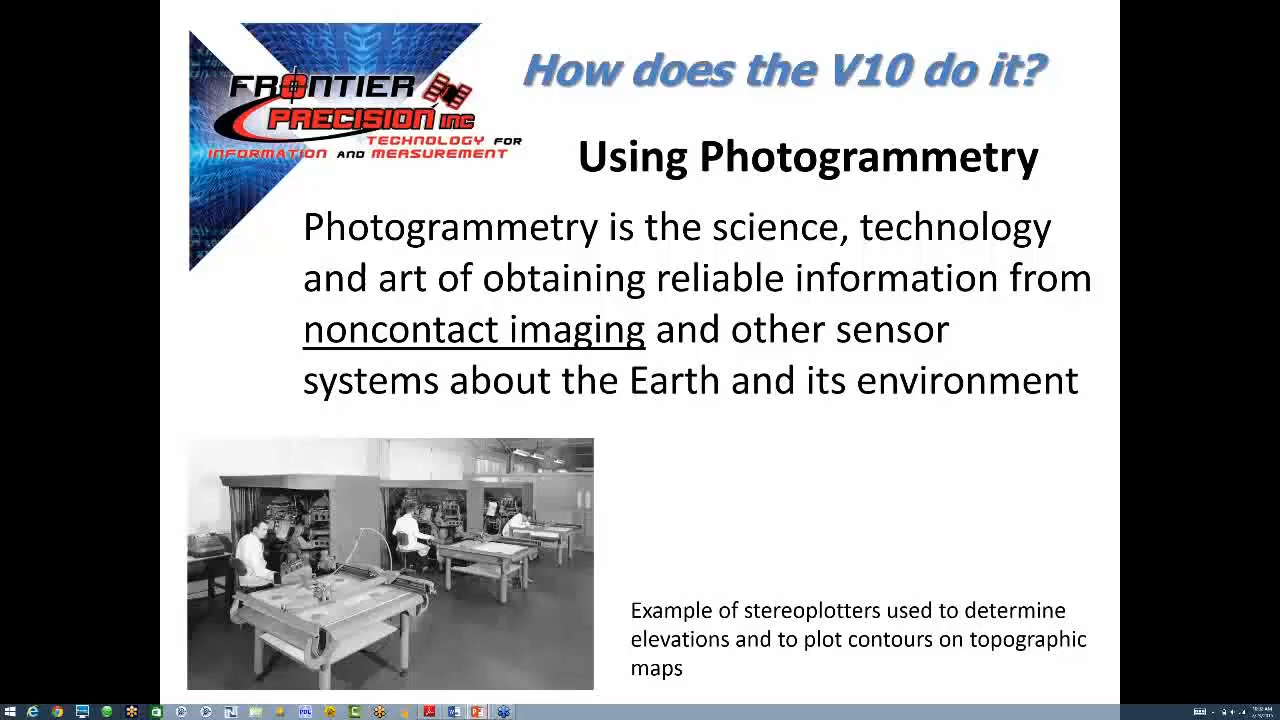 FRONTIER
PRECISION INC
TECHNOLOGY FOR
INFORMATION AND MEASUREMENT
How does the V10 do it?
Using Photogrammetry
Photogrammetry is the science, technology
and art of obtaining reliable information from
noncontact imaging and other sensor
systems about the Earth and its environment
Example of stereoplotters used to determine
elevations and to plot contours on topographic
maps